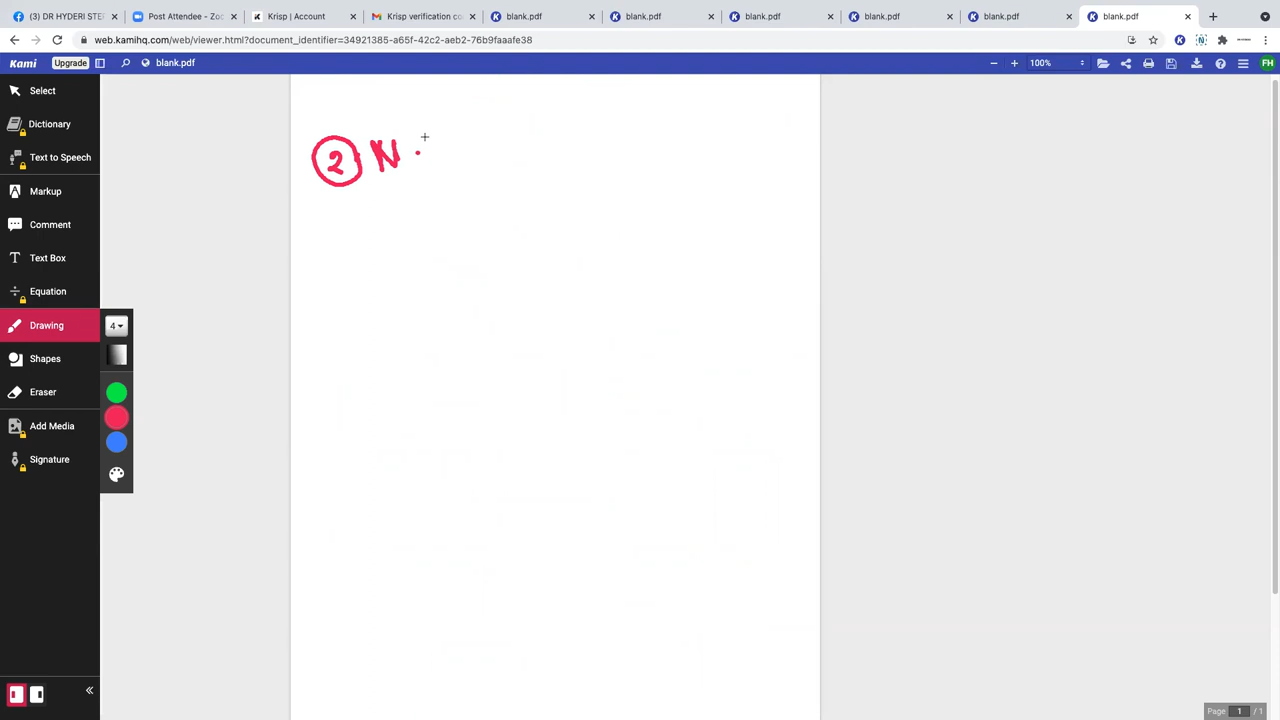 (3) DR HYDERI STE
Post Attendee - Zoo
Krisp | Account
Krisp verification co
blank.pdf
blank.pdf
blank.pdf
blank.pdf
blank.pdf
blank.pdf
web.kamihq.com/web/viewer.html?document_identifier=34921385-a65f-42c2-aeb2-76b9faaafe38
Kami
Upgrade
blank.pdf
100%
FH
Select
Dictionary
Text to Speech
Markup
Comment
Text Box
Equation
Drawing
4
Shapes
Eraser
Add Media
Signature
2 N .
Page 1 / 1